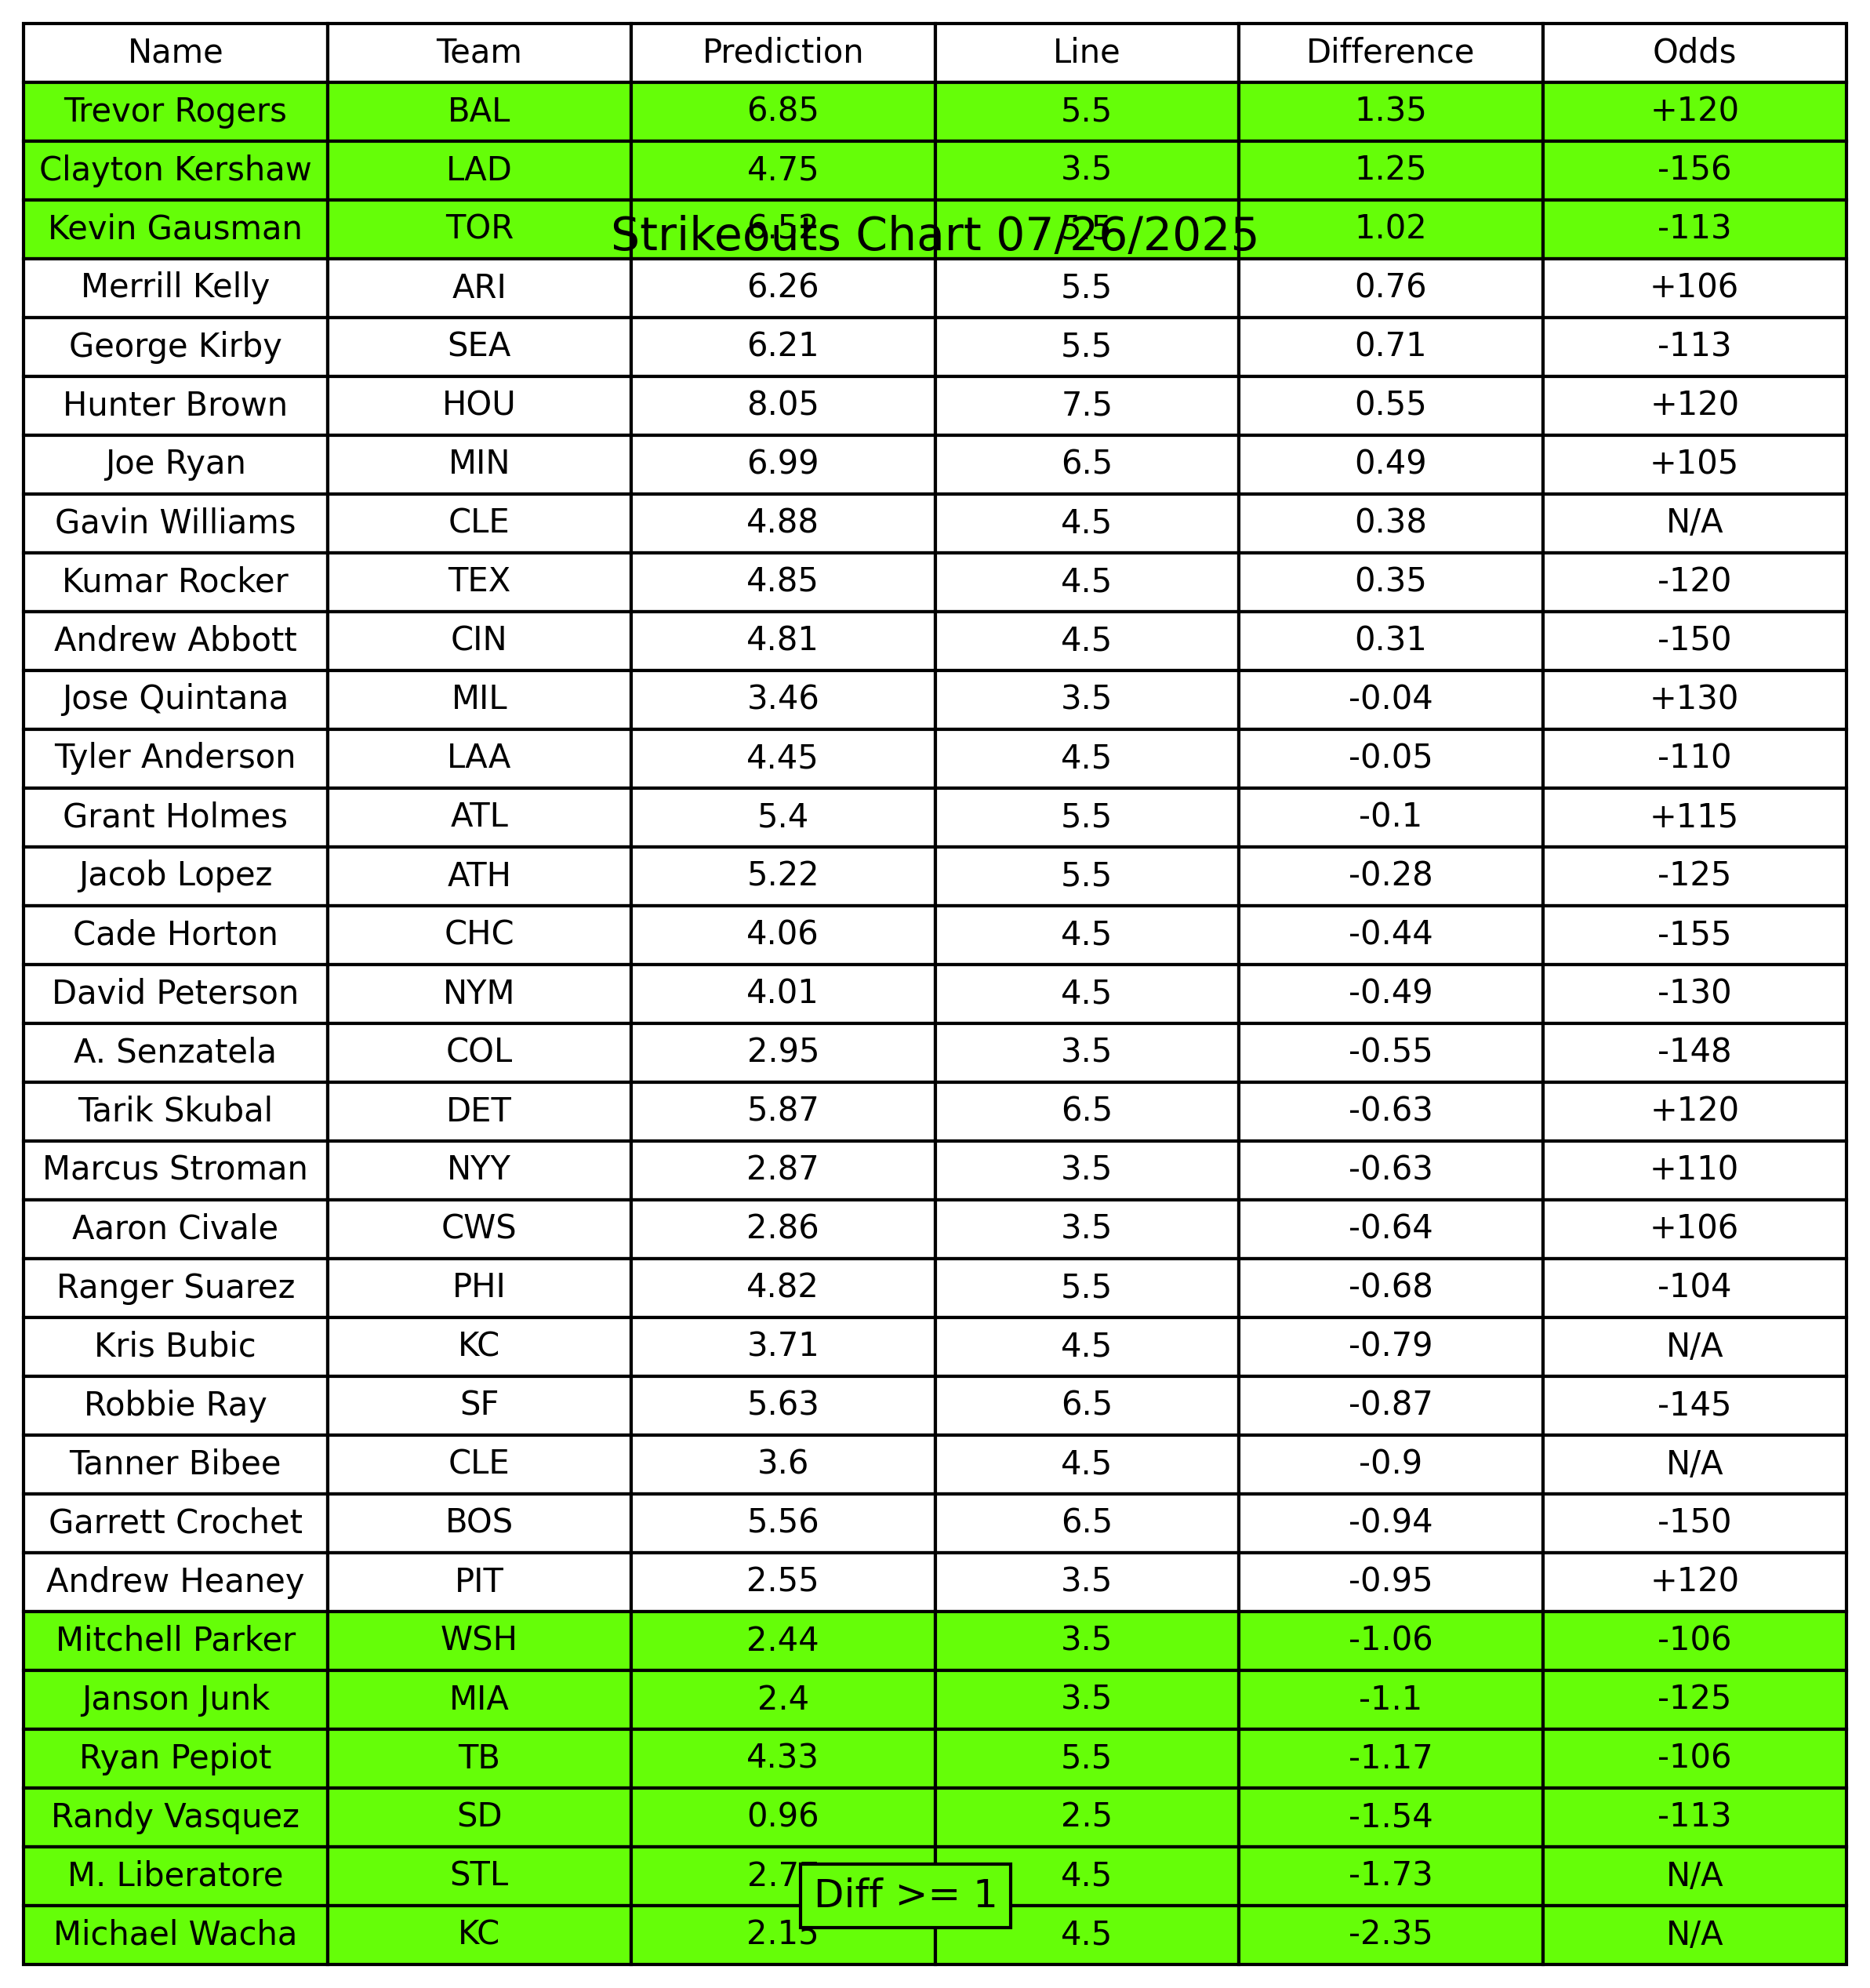 Name Team Prediction Line Difference Odds
Trevor Rogers BAL 6.85 5.5 1.35 +120
Clayton Kershaw LAD 4.75 3.5 1.25 -156
Kevin Gausman TOR 6.52 5.5 1.02 -113
Strikeouts Chart 07/26/2025
Merrill Kelly ARI 6.26 5.5 0.76 +106
George Kirby SEA 6.21 5.5 0.71 -113
Hunter Brown HOU 8.05 7.5 0.55 +120
Joe Ryan MIN 6.99 6.5 0.49 +105
Gavin Williams CLE 4.88 4.5 0.38 N/A
Kumar Rocker TEX 4.85 4.5 0.35 -120
Andrew Abbott CIN 4.81 4.5 0.31 -150
Jose Quintana MIL 3.46 3.5 -0.04 +130
Tyler Anderson LAA 4.45 4.5 -0.05 -110
Grant Holmes ATL 5.4 5.5 -0.1 +115
Jacob Lopez ATH 5.22 5.5 -0.28 -125
Cade Horton CHC 4.06 4.5 -0.44 -155
David Peterson NYM 4.01 4.5 -0.49 -130
A. Senzatela COL 2.95 3.5 -0.55 -148
Tarik Skubal DET 5.87 6.5 -0.63 +120
Marcus Stroman NYY 2.87 3.5 -0.63 +110
Aaron Civale CWS 2.86 3.5 -0.64 +106
Ranger Suarez PHI 4.82 5.5 -0.68 -104
Kris Bubic KC 3.71 4.5 -0.79 N/A
Robbie Ray SF 5.63 6.5 -0.87 -145
Tanner Bibee CLE 3.6 4.5 -0.9 N/A
Garrett Crochet BOS 5.56 6.5 -0.94 -150
Andrew Heaney PIT 2.55 3.5 -0.95 +120
Mitchell Parker WSH 2.44 3.5 -1.06 -106
Janson Junk MIA 2.4 3.5 -1.1 -125
Ryan Pepiot TB 4.33 5.5 -1.17 -106
Randy Vasquez SD 0.96 2.5 -1.54 -113
M. Liberatore STL 4.5 -1.73 N/A
Diff >= 1
Michael Wacha KC 2.15 4.5 -2.35 N/A